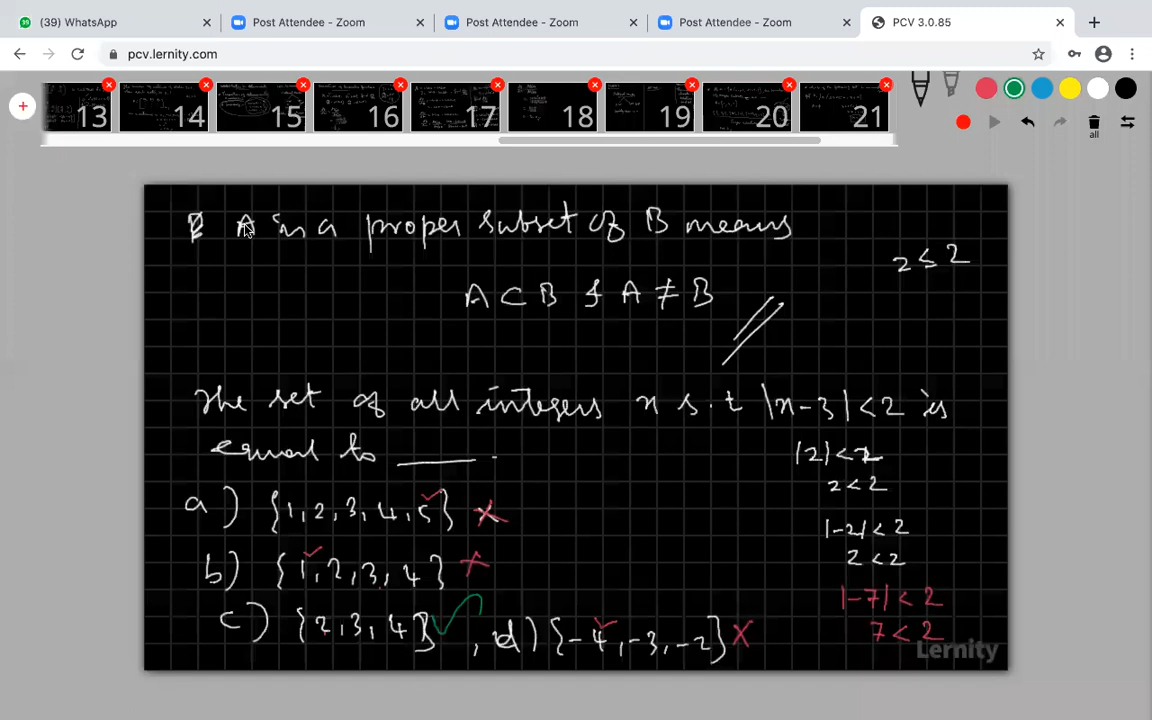 (39) WhatsApp
Post Attendee - Zoom
Post Attendee - Zoom
Post Attendee - Zoom
PCV 3.0.85
pcv.lernity.com
13 14 15 16 17 18 19 20 21
all
A is a proper subset of B means
2 ≤ 2
A ⊂ B & A ≠ B
The set of all integers x s.t |x-3| < 2 is
equal to ______ .
|2| < 2
2 < 2
a) {1, 2, 3, 4, 5} ✗
|-2| < 2
2 < 2
b) {1, 2, 3, 4} ✗
|-7| < 2
c) {2, 3, 4} ✓, d) {-4, -3, -2} ✗
7 < 2
Lernity